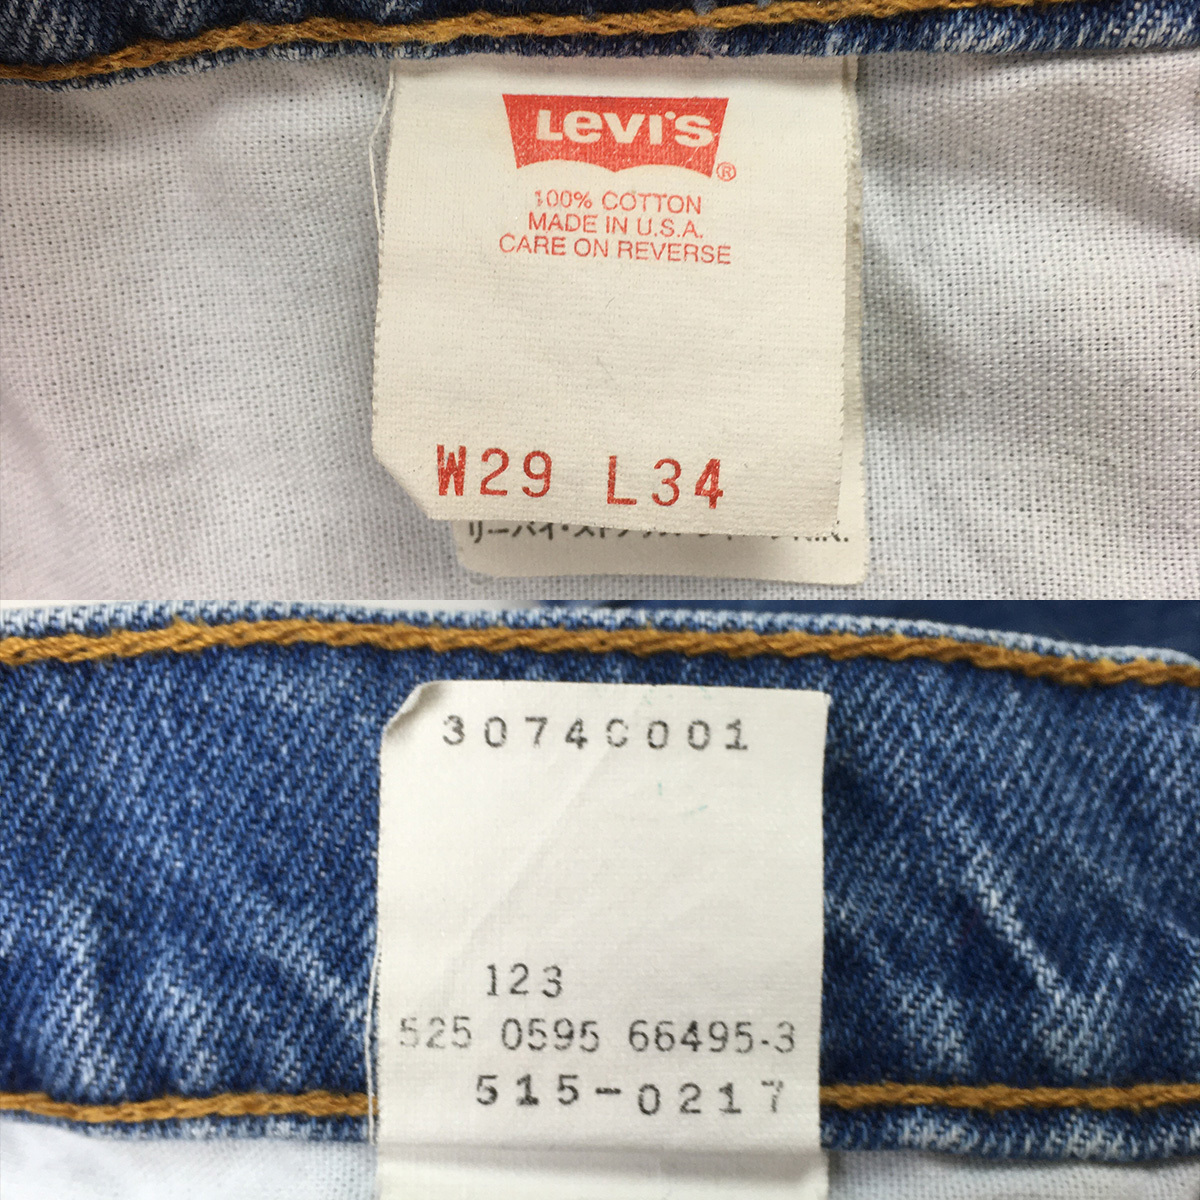 Levi's®
100% COTTON
MADE IN U.S.A.
CARE ON REVERSE
W29 L34
30740001
123
525 0595 66495-3
515-0217